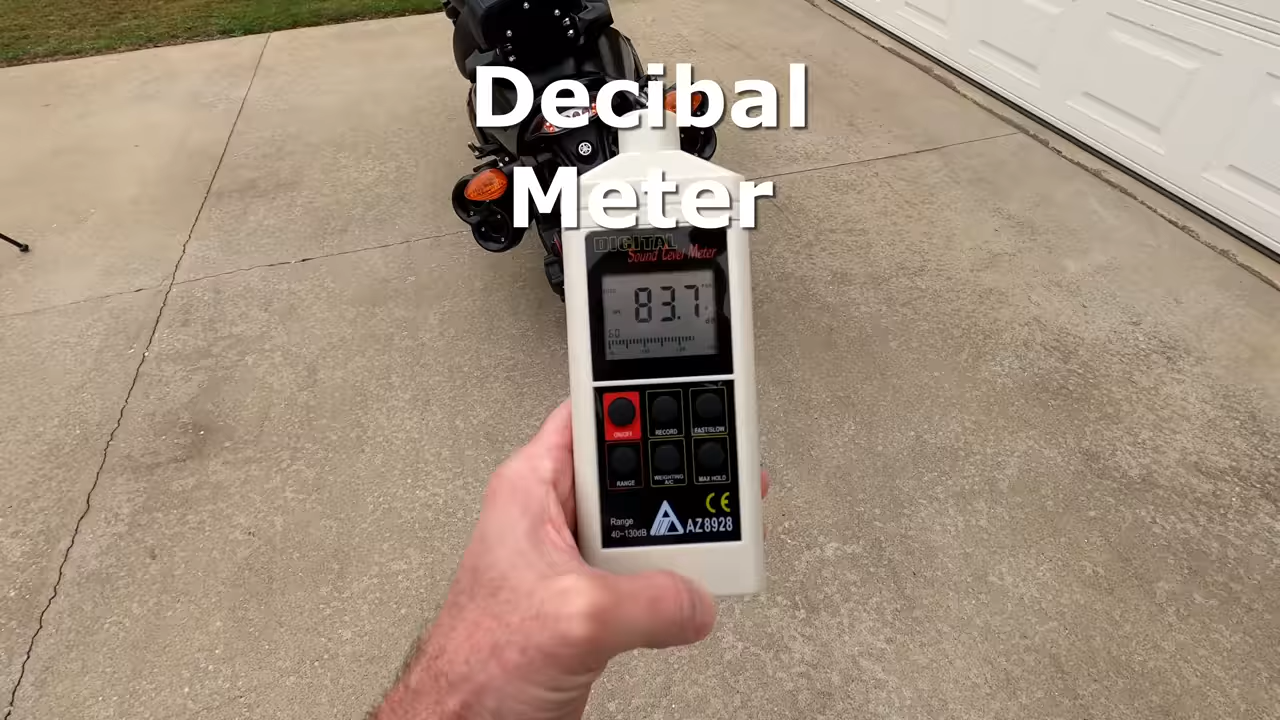 Decibal
Meter
DIGITAL
Sound Level Meter
83.7
60
ON/OFF
RECORD
FAST/SLOW
RANGE
WEIGHTING
A/C
MAX HOLD
CE
Range
40~130dB
AZ8928